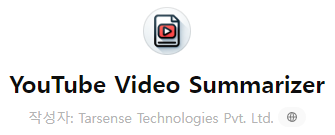 YouTube Video Summarizer
작성자: Tarsense Technologies Pvt. Ltd.